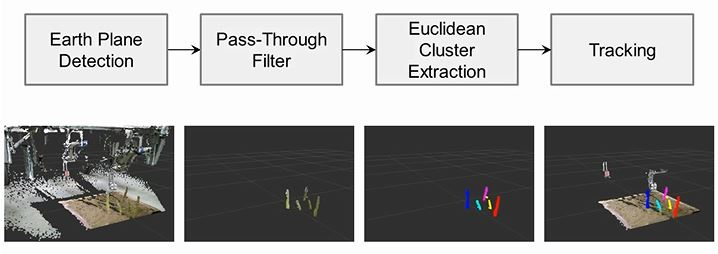 Earth Plane
Detection
Pass-Through
Filter
Euclidean
Cluster
Extraction
Tracking